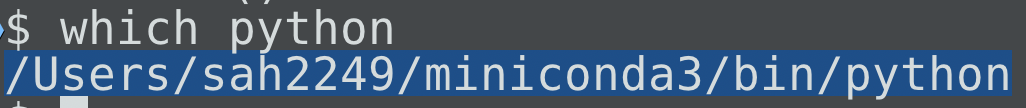 $ which python
/Users/sah2249/miniconda3/bin/python